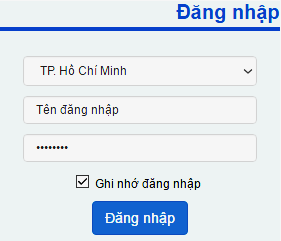 Đăng nhập
TP. Hồ Chí Minh
Tên đăng nhập
••••••••
Ghi nhớ đăng nhập
Đăng nhập